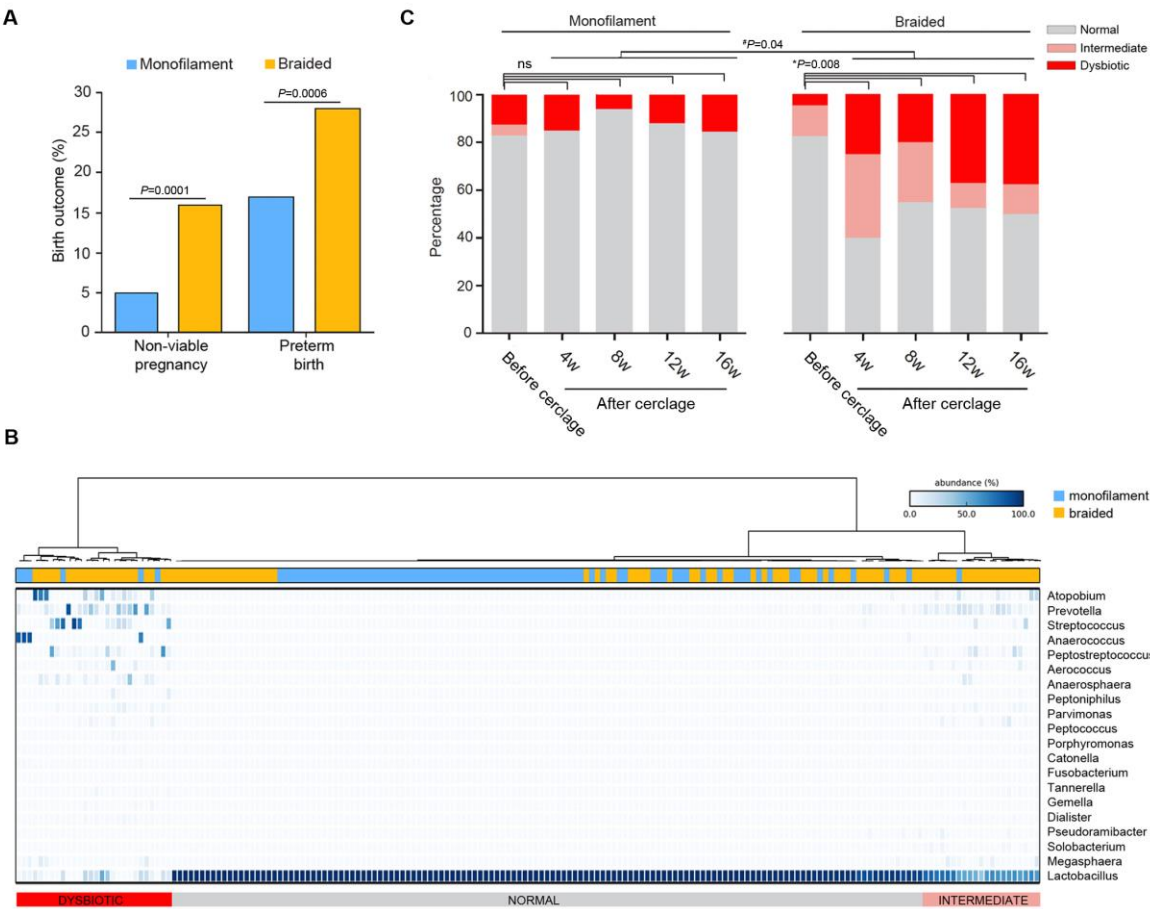 A
Monofilament Braided
P=0.0006
P=0.0001
Birth outcome (%)
30
25
20
15
10
5
0
Non-viable
pregnancy
Preterm
birth
C
Monofilament
Braided
Normal
Intermediate
Dysbiotic
#P=0.04
ns
*P=0.008
Percentage
100
80
60
40
20
0
Before cerclage
4w
8w
12w
16w
After cerclage
Before cerclage
4w
8w
12w
16w
After cerclage
B
abundance (%)
0.0 50.0 100.0
monofilament
braided
Atopobium
Prevotella
Streptococcus
Anaerococcus
Peptostreptococcus
Aerococcus
Anaerosphaera
Peptoniphilus
Parvimonas
Peptococcus
Porphyromonas
Catonella
Fusobacterium
Tannerella
Gemella
Dialister
Pseudoramibacter
Solobacterium
Megasphaera
Lactobacillus
DYSBIOTIC NORMAL INTERMEDIATE